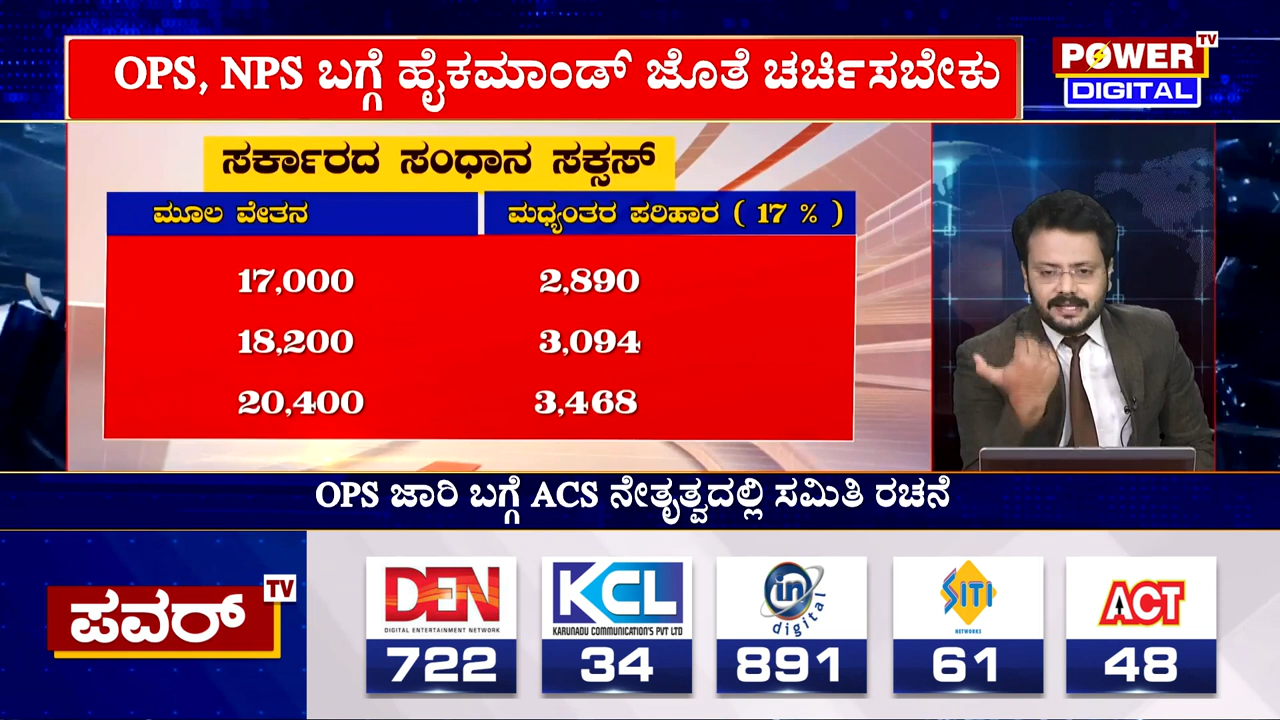 OPS, NPS ಬಗ್ಗೆ ಹೈಕಮಾಂಡ್ ಜೊತೆ ಚರ್ಚಿಸಬೇಕು
POWER TV
DIGITAL
ಸರ್ಕಾರದ ಸಂಧಾನ ಸಕ್ಸಸ್
ಮೂಲ ವೇತನ ಮಧ್ಯಂತರ ಪರಿಹಾರ ( 17 % )
17,000 2,890
18,200 3,094
20,400 3,468
OPS ಜಾರಿ ಬಗ್ಗೆ ACS ನೇತೃತ್ವದಲ್ಲಿ ಸಮಿತಿ ರಚನೆ
ಪವರ್ TV
DEN KCL in SITI ACT
DIGITAL ENTERTAINMENT NETWORK KARUNADU COMMUNICATION'S PVT LTD digital NETWORKS
722 34 891 61 48